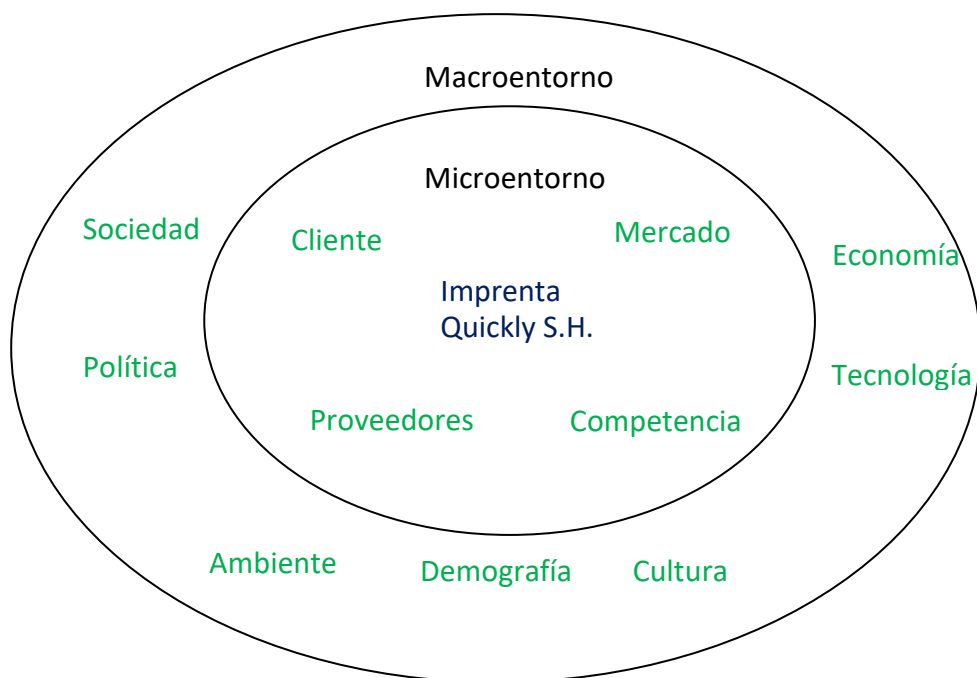 Macroentorno
Microentorno
Sociedad
Cliente
Mercado
Economía
Imprenta
Quickly S.H.
Política
Tecnología
Proveedores
Competencia
Ambiente
Demografía
Cultura